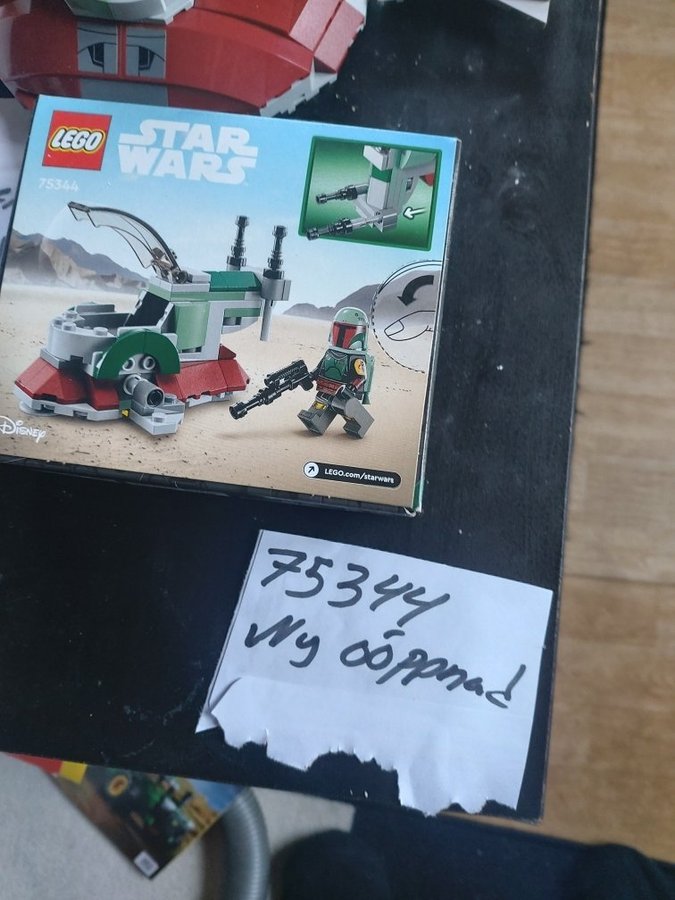 LEGO
STAR
WARS
75344
Disney
LEGO.com/starwars
75344
Ny oöppnad